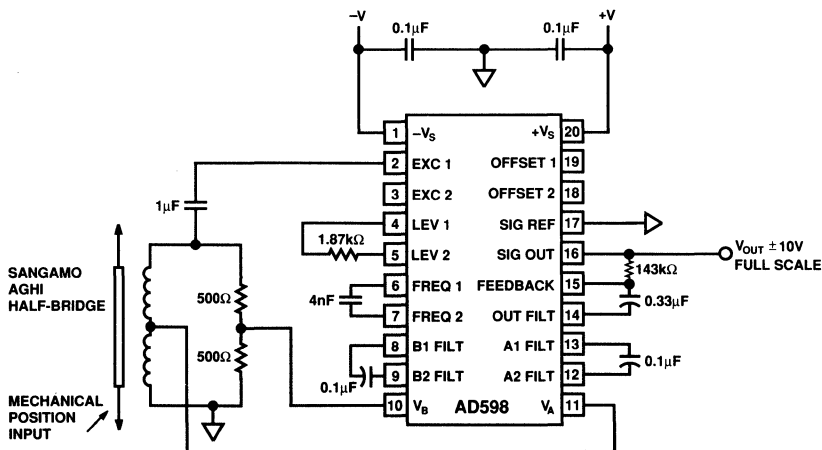 –V
+V
0.1µF
0.1µF
1 –VS
+VS 20
2 EXC 1
OFFSET 1 19
3 EXC 2
OFFSET 2 18
1µF
4 LEV 1
SIG REF 17
1.87kΩ
5 LEV 2
SIG OUT 16
VOUT ±10V
FULL SCALE
143kΩ
SANGAMO
AGHI
HALF-BRIDGE
6 FREQ 1
FEEDBACK 15
500Ω
4nF
0.33µF
7 FREQ 2
OUT FILT 14
8 B1 FILT
A1 FILT 13
500Ω
0.1µF
9 B2 FILT
A2 FILT 12
0.1µF
10 VB
AD598
VA 11
MECHANICAL
POSITION
INPUT